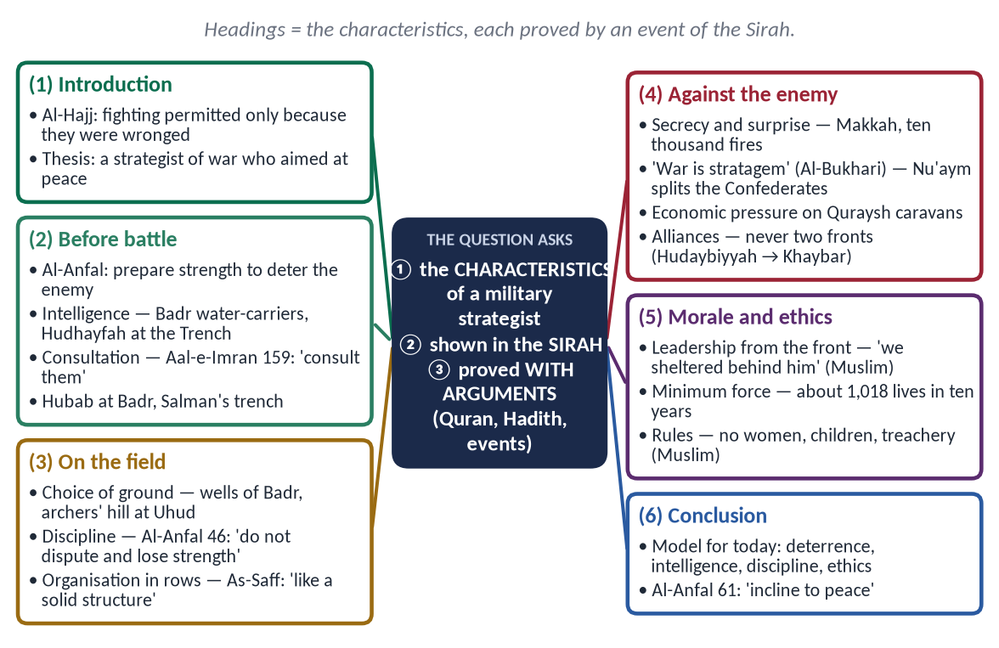 Headings = the characteristics, each proved by an event of the Sirah.
(1) Introduction
• Al-Hajj: fighting permitted only because
they were wronged
• Thesis: a strategist of war who aimed at
peace
(2) Before battle
• Al-Anfal: prepare strength to deter the
enemy
• Intelligence — Badr water-carriers,
Hudhayfah at the Trench
• Consultation — Aal-e-Imran 159: 'consult
them'
• Hubab at Badr, Salman's trench
(3) On the field
• Choice of ground — wells of Badr,
archers' hill at Uhud
• Discipline — Al-Anfal 46: 'do not
dispute and lose strength'
• Organisation in rows — As-Saff: 'like a
solid structure'
THE QUESTION ASKS
① the CHARACTERISTICS
of a military
strategist
② shown in the SIRAH
③ proved WITH
ARGUMENTS
(Quran, Hadith,
events)
(4) Against the enemy
• Secrecy and surprise — Makkah, ten
thousand fires
• 'War is stratagem' (Al-Bukhari) — Nu'aym
splits the Confederates
• Economic pressure on Quraysh caravans
• Alliances — never two fronts
(Hudaybiyyah → Khaybar)
(5) Morale and ethics
• Leadership from the front — 'we
sheltered behind him' (Muslim)
• Minimum force — about 1,018 lives in ten
years
• Rules — no women, children, treachery
(Muslim)
(6) Conclusion
• Model for today: deterrence,
intelligence, discipline, ethics
• Al-Anfal 61: 'incline to peace'